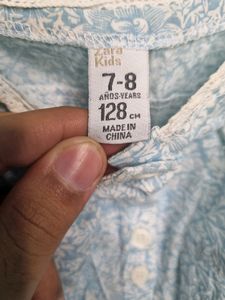 Zara
Kids
7-8
AÑOS-YEARS
128 CM
MADE IN
CHINA